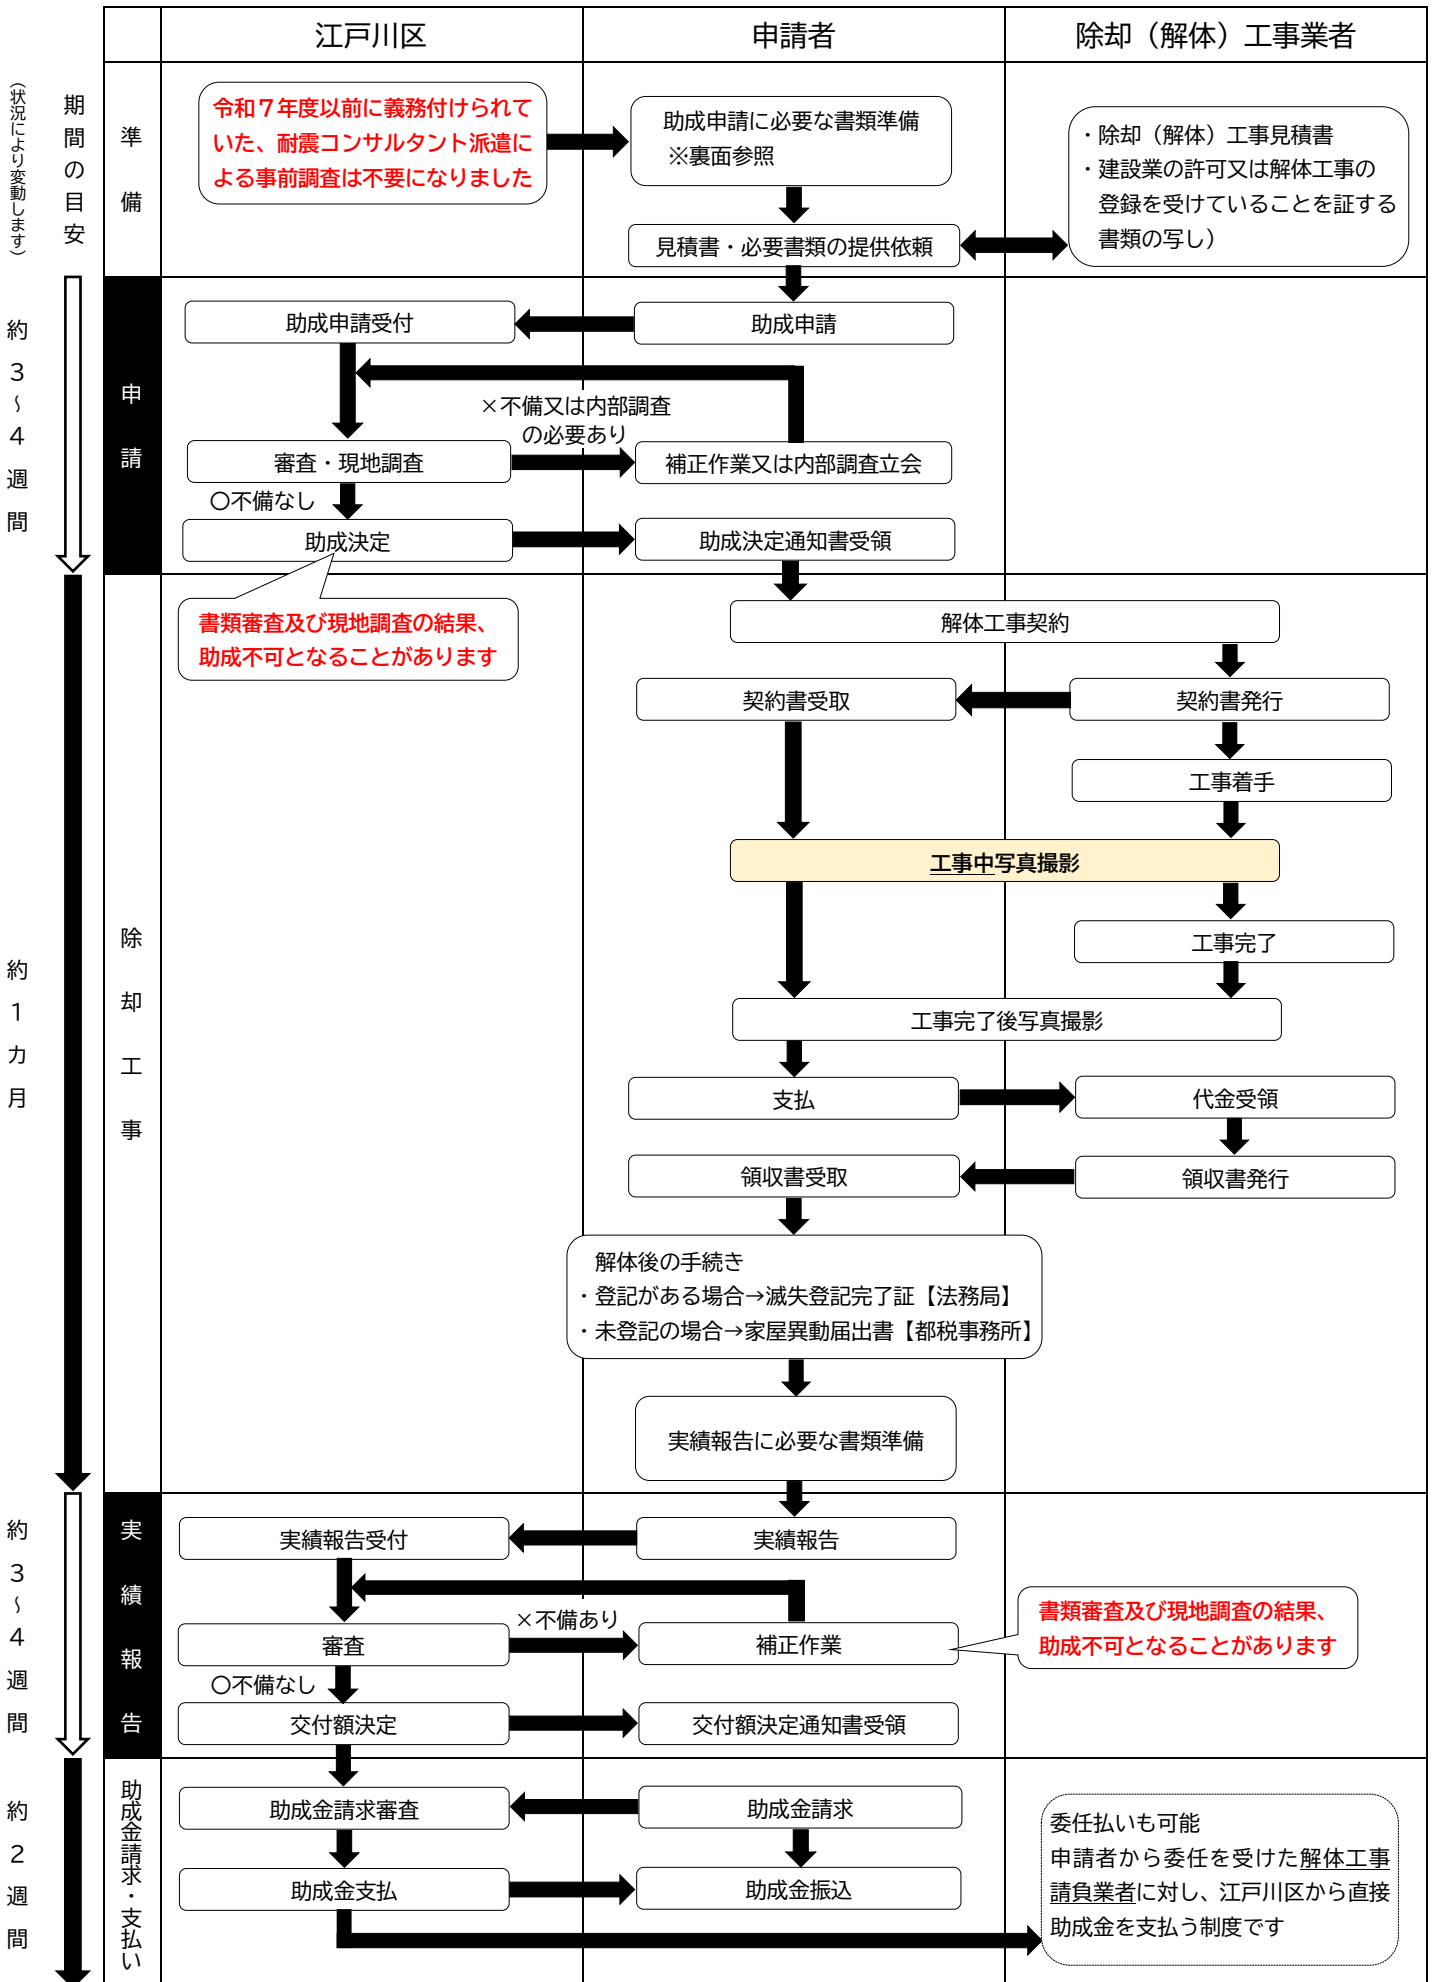 江戸川区
申請者
除却（解体）工事業者
（状況により変動します）
期間の目安
準備
令和７年度以前に義務付けられて
いた、耐震コンサルタント派遣に
よる事前調査は不要になりました
助成申請に必要な書類準備
※裏面参照
・除却（解体）工事見積書
・建設業の許可又は解体工事の
登録を受けていることを証する
書類の写し）
見積書・必要書類の提供依頼
約３～４週間
申請
助成申請受付
助成申請
×不備又は内部調査
の必要あり
審査・現地調査
補正作業又は内部調査立会
〇不備なし
助成決定
助成決定通知書受領
約１カ月
除却工事
書類審査及び現地調査の結果、
助成不可となることがあります
解体工事契約
契約書受取
契約書発行
工事着手
工事中写真撮影
工事完了
工事完了後写真撮影
支払
代金受領
領収書受取
領収書発行
解体後の手続き
・登記がある場合→滅失登記完了証【法務局】
・未登記の場合→家屋異動届出書【都税事務所】
実績報告に必要な書類準備
約３～４週間
実績報告
実績報告受付
実績報告
×不備あり
審査
補正作業
書類審査及び現地調査の結果、
助成不可となることがあります
〇不備なし
交付額決定
交付額決定通知書受領
約２週間
助成金請求・支払い
助成金請求審査
助成金請求
助成金支払
助成金振込
委任払いも可能
申請者から委任を受けた解体工事
請負業者に対し、江戸川区から直接
助成金を支払う制度です